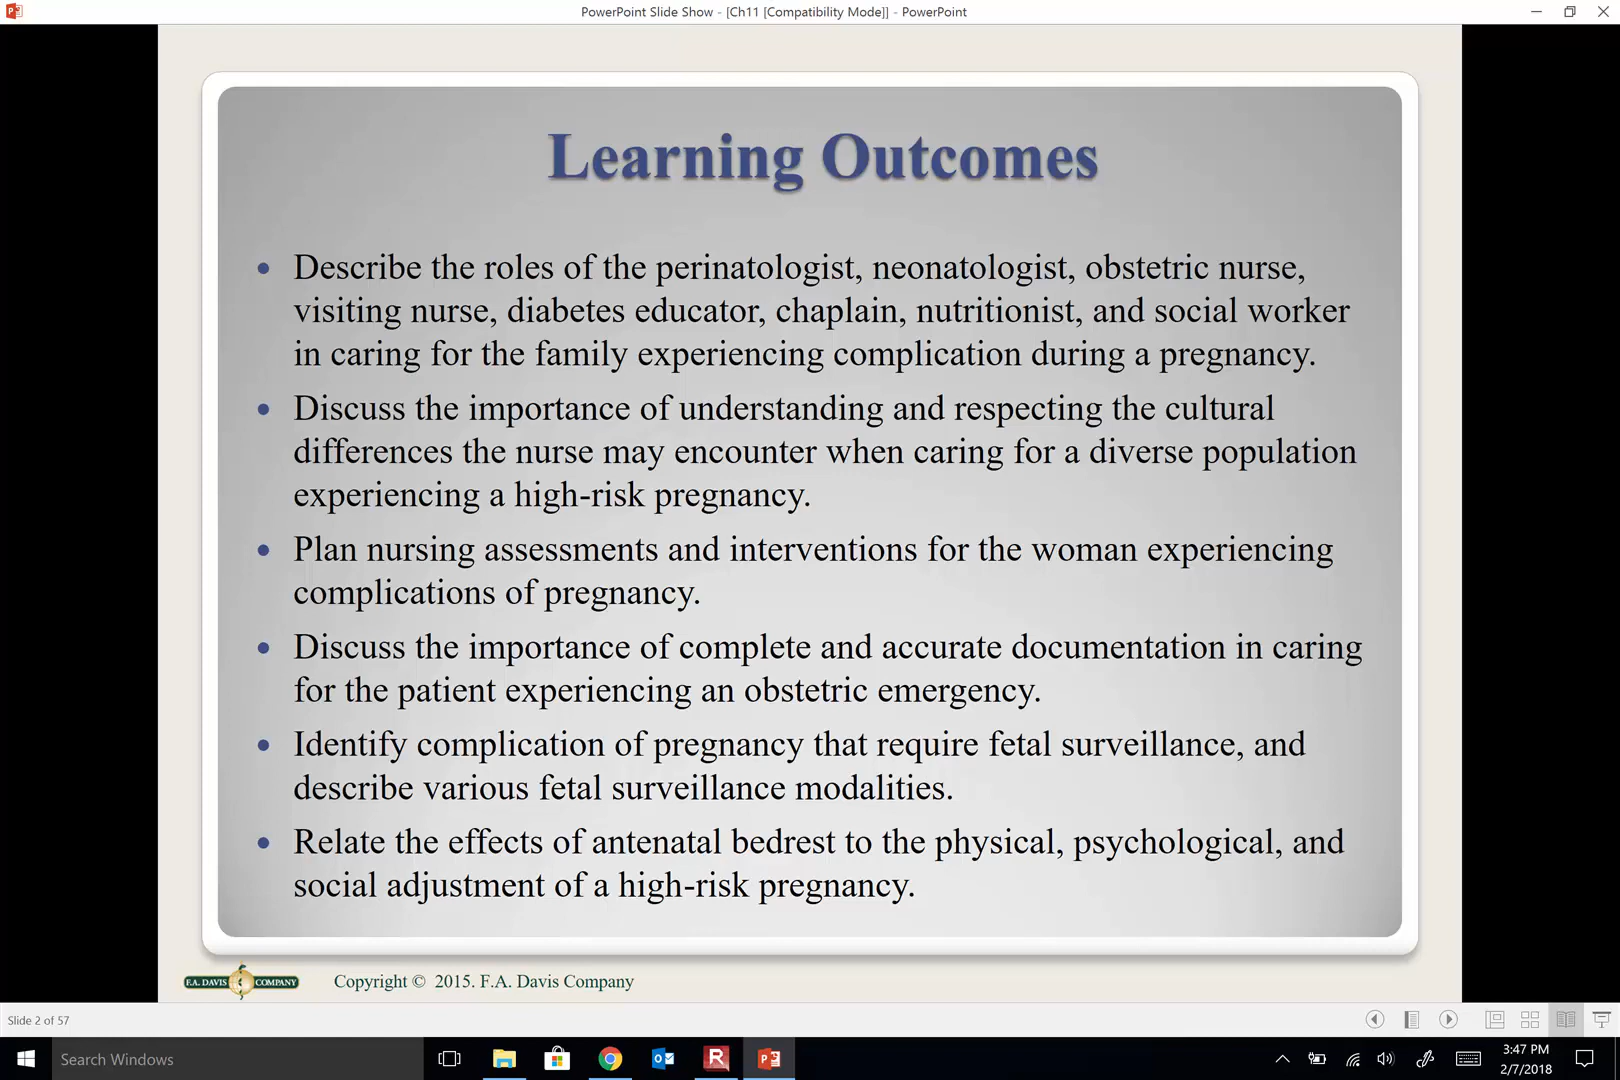 PowerPoint Slide Show - [Ch11 [Compatibility Mode]] - PowerPoint
Learning Outcomes
• Describe the roles of the perinatologist, neonatologist, obstetric nurse,
visiting nurse, diabetes educator, chaplain, nutritionist, and social worker
in caring for the family experiencing complication during a pregnancy.
• Discuss the importance of understanding and respecting the cultural
differences the nurse may encounter when caring for a diverse population
experiencing a high-risk pregnancy.
• Plan nursing assessments and interventions for the woman experiencing
complications of pregnancy.
• Discuss the importance of complete and accurate documentation in caring
for the patient experiencing an obstetric emergency.
• Identify complication of pregnancy that require fetal surveillance, and
describe various fetal surveillance modalities.
• Relate the effects of antenatal bedrest to the physical, psychological, and
social adjustment of a high-risk pregnancy.
F.A. DAVIS COMPANY
Copyright © 2015. F.A. Davis Company
Slide 2 of 57
Search Windows
3:47 PM
2/7/2018